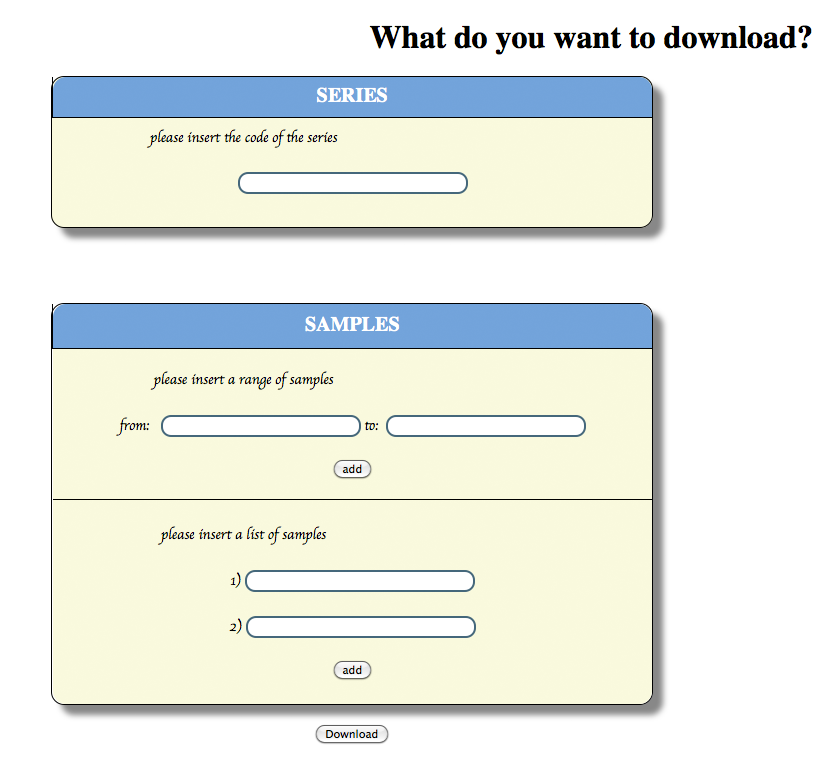 What do you want to download?
SERIES
please insert the code of the series
SAMPLES
please insert a range of samples
from: to:
add
please insert a list of samples
1)
2)
add
Download